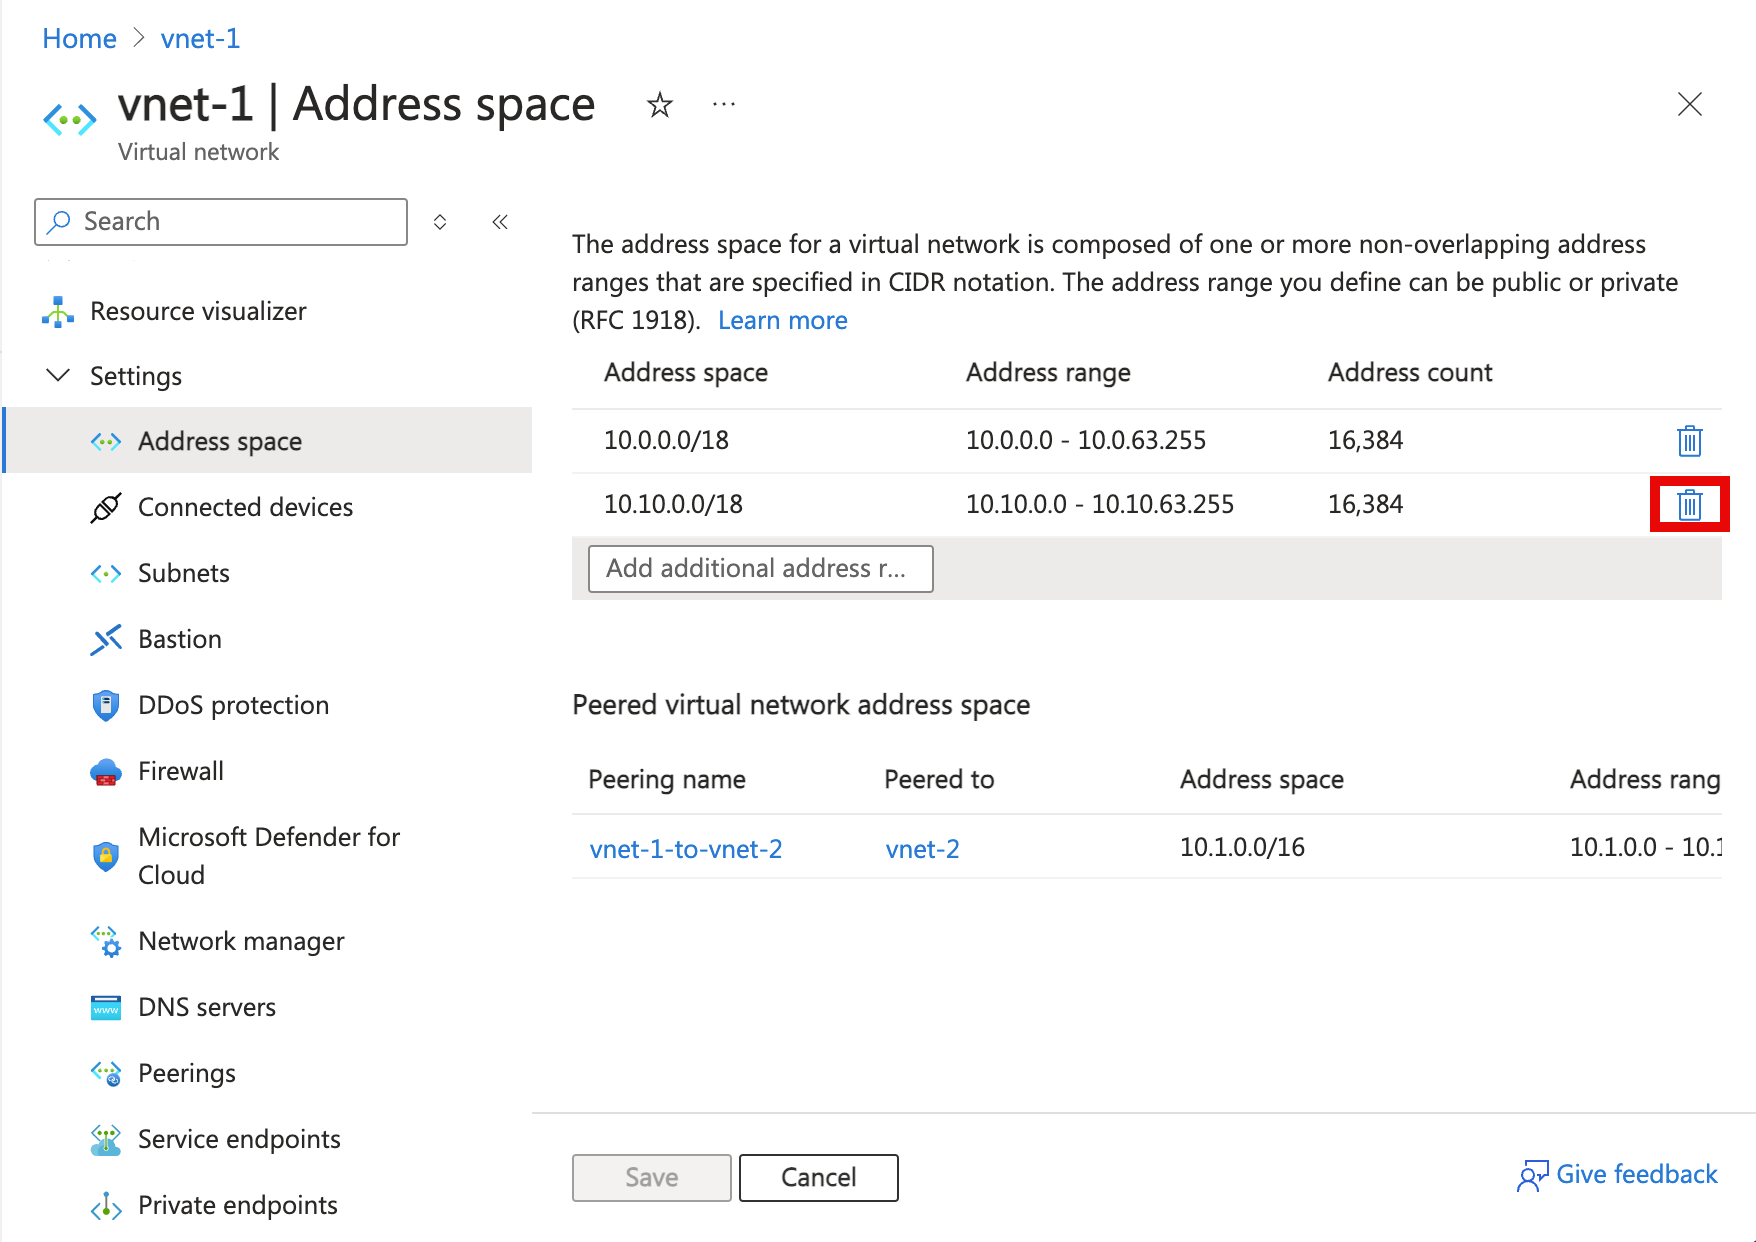 Home > vnet-1
vnet-1 | Address space
Virtual network
Search
Resource visualizer
Settings
Address space
Connected devices
Subnets
Bastion
DDoS protection
Firewall
Microsoft Defender for
Cloud
Network manager
DNS servers
Peerings
Service endpoints
Private endpoints
The address space for a virtual network is composed of one or more non-overlapping address
ranges that are specified in CIDR notation. The address range you define can be public or private
(RFC 1918). Learn more
Address space Address range Address count
10.0.0.0/18 10.0.0.0 - 10.0.63.255 16,384
10.10.0.0/18 10.10.0.0 - 10.10.63.255 16,384
Add additional address r...
Peered virtual network address space
Peering name Peered to Address space Address rang
vnet-1-to-vnet-2 vnet-2 10.1.0.0/16 10.1.0.0 - 10.1
Save Cancel
Give feedback